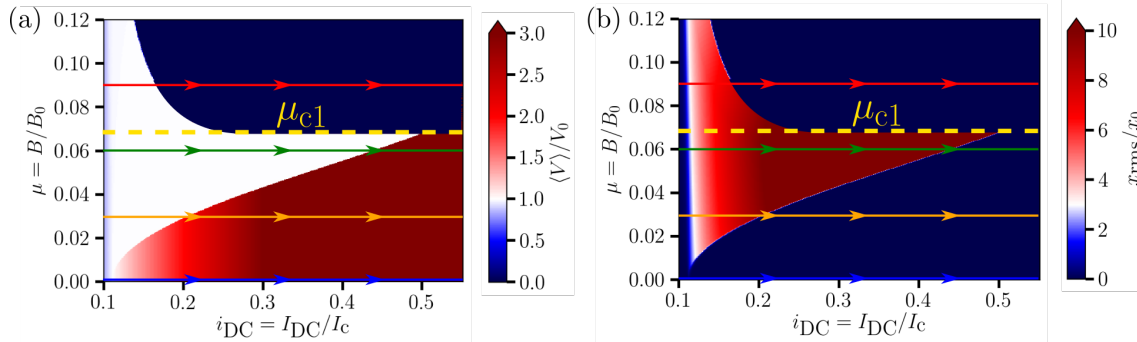 (a)
0.12
0.10
0.08
0.06
0.04
0.02
0.00
μ = B/B₀
μc1
0.1 0.2 0.3 0.4 0.5
iDC = IDC/Ic
3.0
2.5
2.0
1.5
1.0
0.5
0.0
⟨V⟩/V₀
(b)
0.12
0.10
0.08
0.06
0.04
0.02
0.00
μ = B/B₀
μc1
0.1 0.2 0.3 0.4 0.5
iDC = IDC/Ic
10
8
6
4
2
0
xrms/x₀